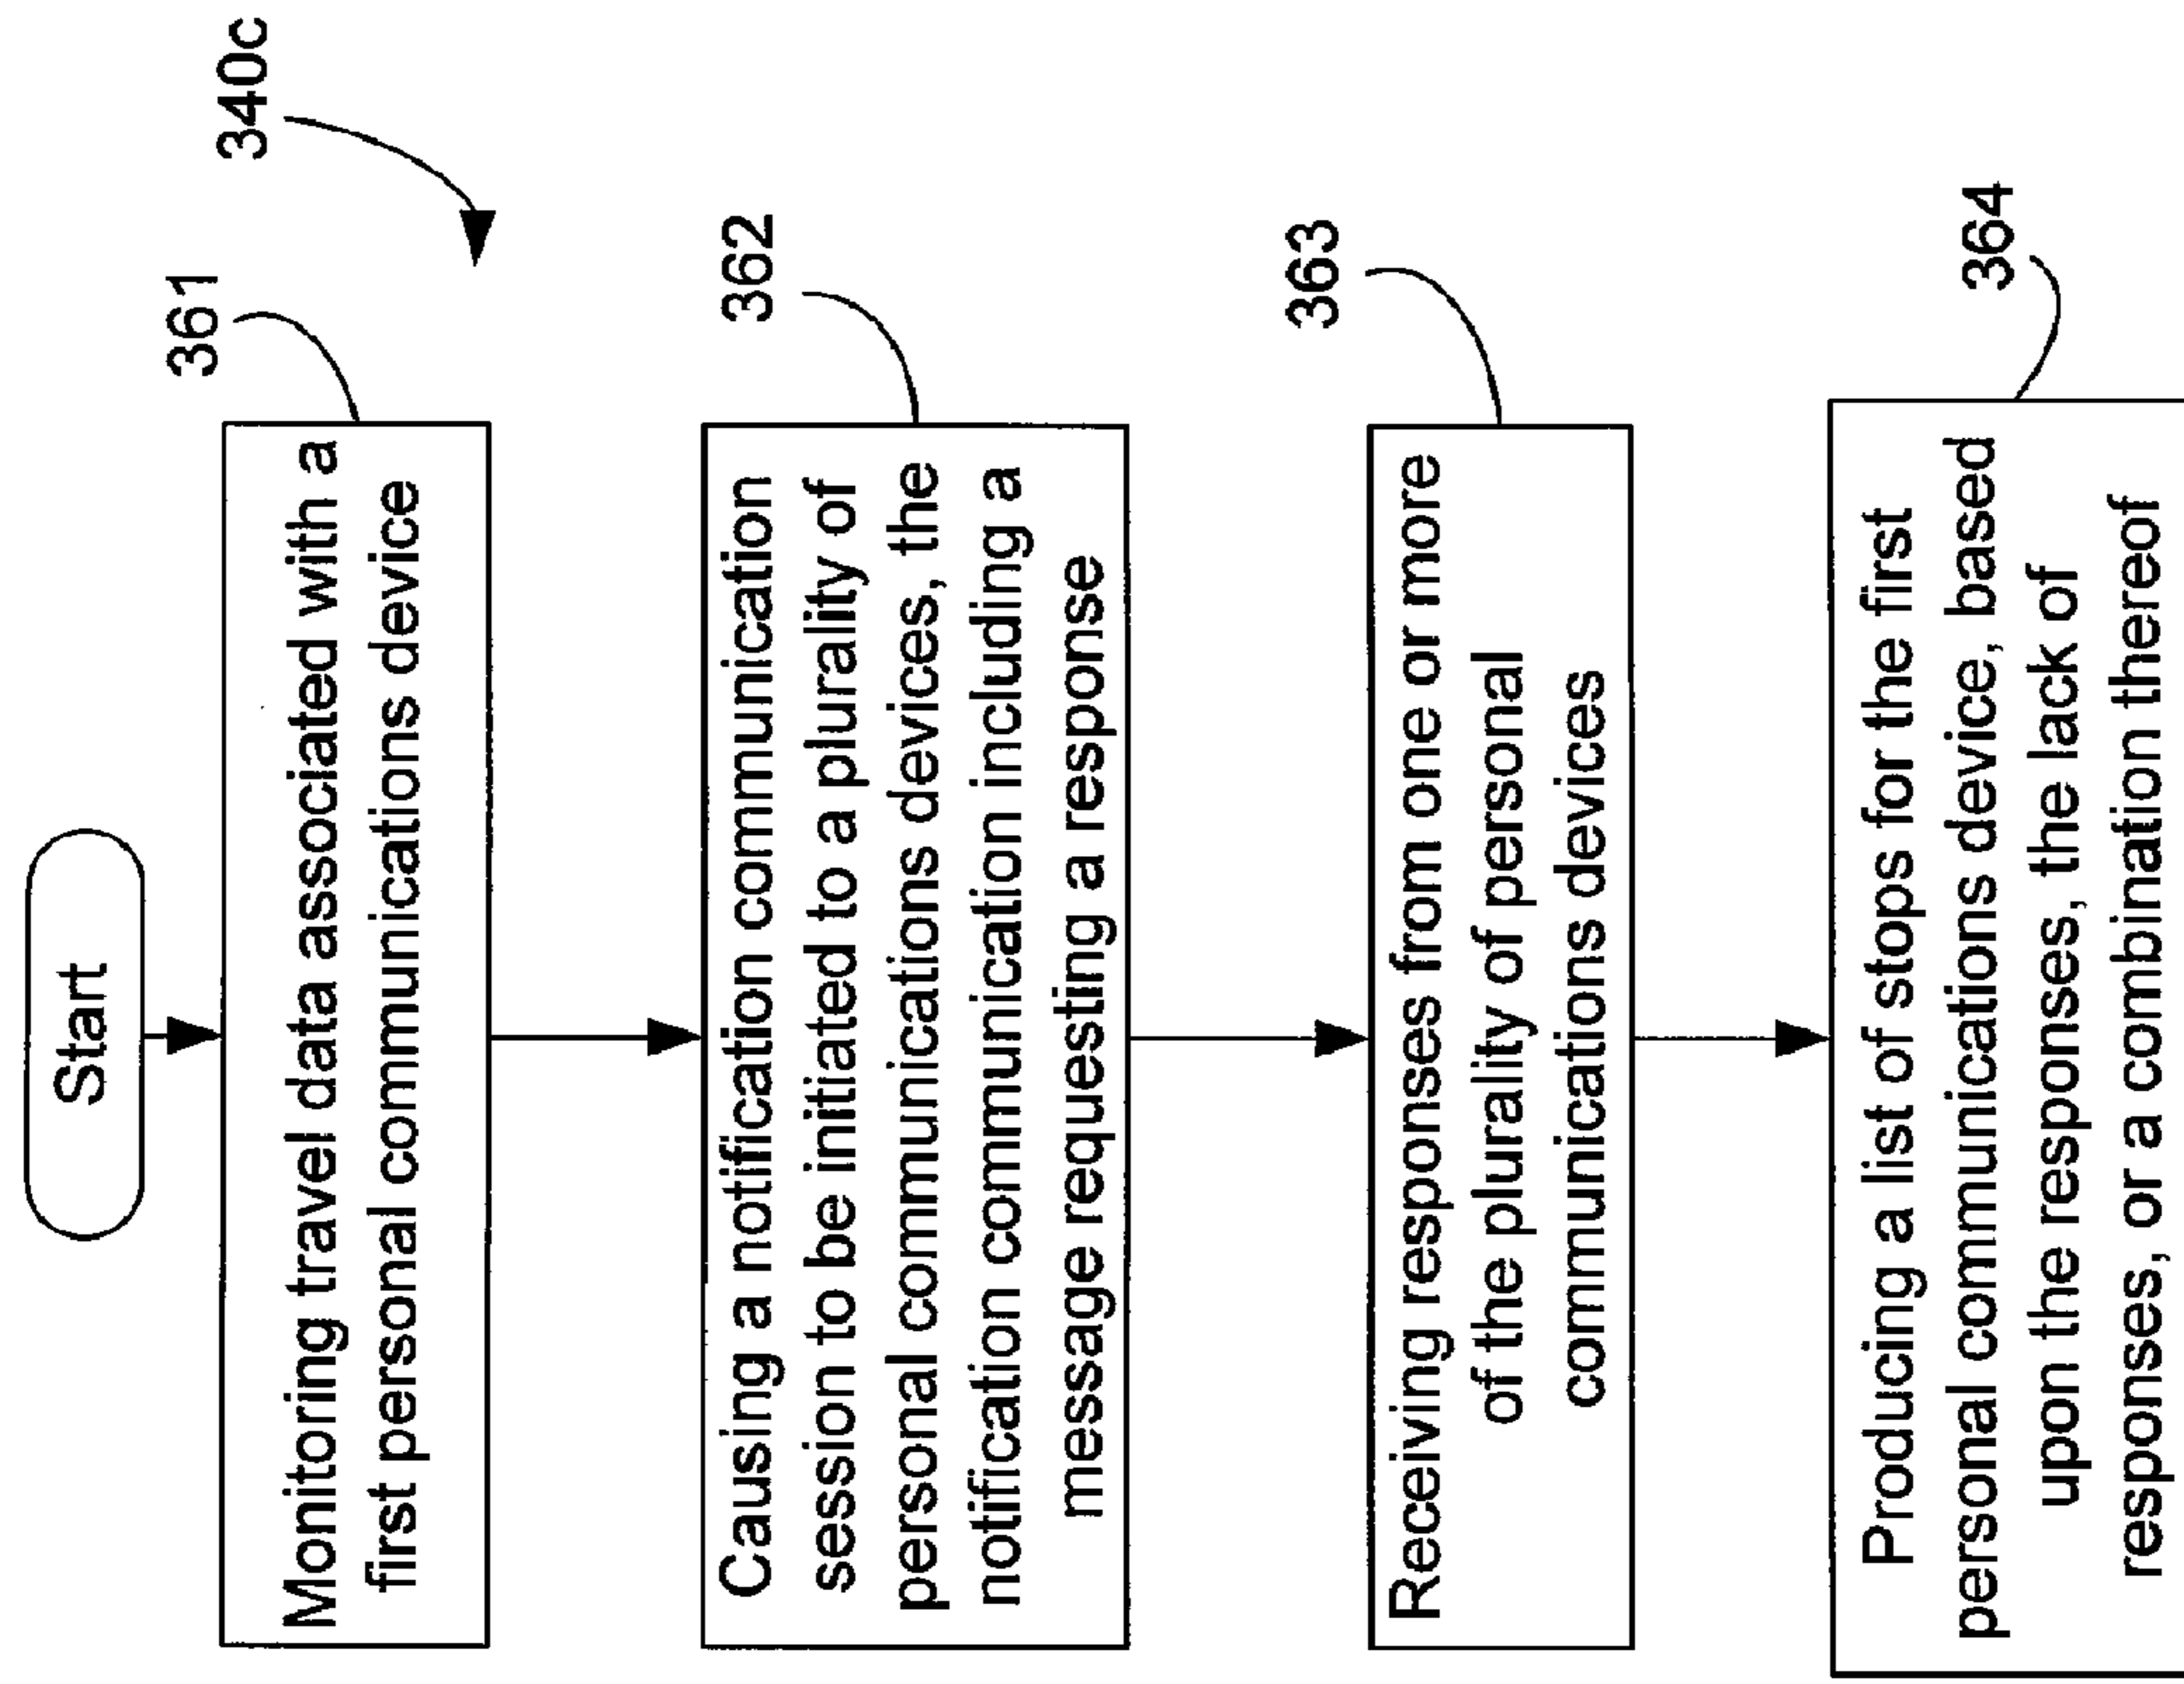 340c
Start
361
Monitoring travel data associated with a
first personal communications device
362
Causing a notification communication
session to be initiated to a plurality of
personal communications devices, the
notification communication including a
message requesting a response
363
Receiving responses from one or more
of the plurality of personal
communications devices
364
Producing a list of stops for the first
personal communications device, based
upon the responses, the lack of
responses, or a combination thereof